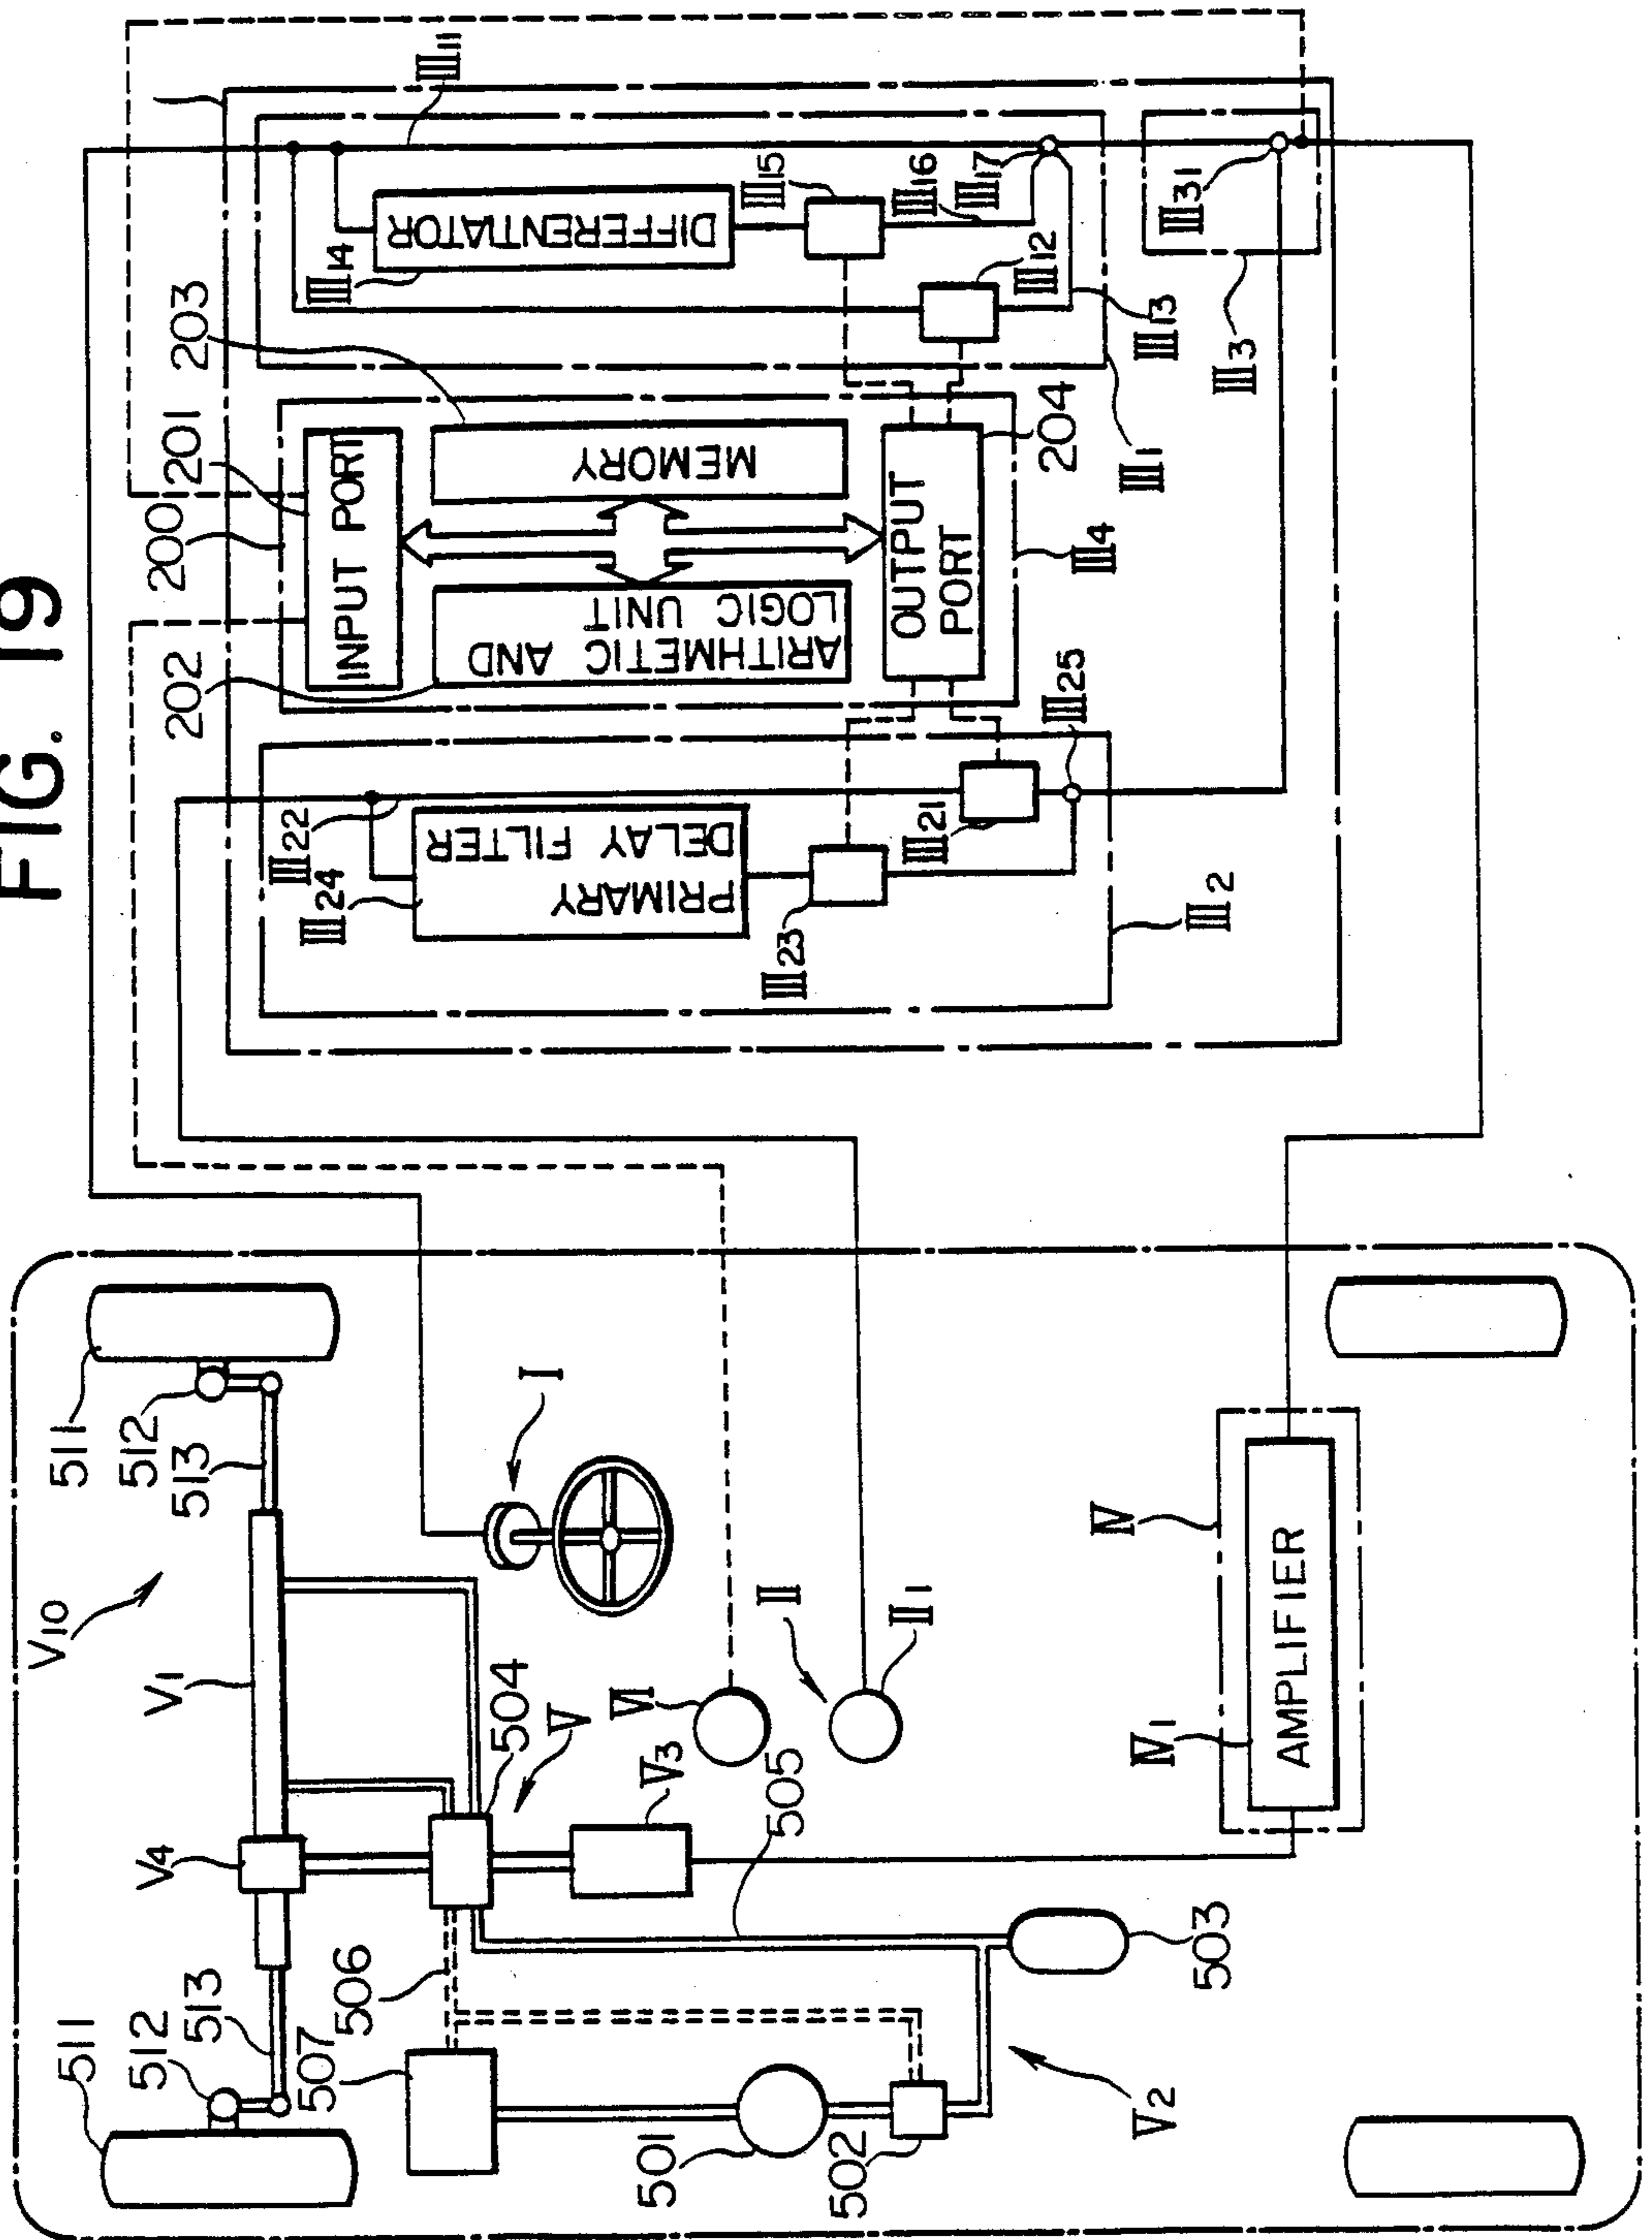 FIG. 19
511
512
513
V4
V1
V10
513
512
511
507
506
504
V
I
501
502
V2
503
505
V3
VI
II
II1
IV1
IV
AMPLIFIER
III24
III22
PRIMARY
DELAY FILTER
III23
III21
III25
III2
202
200
201
203
INPUT PORT
ARITHMETIC AND
LOGIC UNIT
MEMORY
OUTPUT
PORT
204
III4
III1
III14
III11
DIFFERENTIATOR
III15
III16
III17
III12
III13
III3
III31